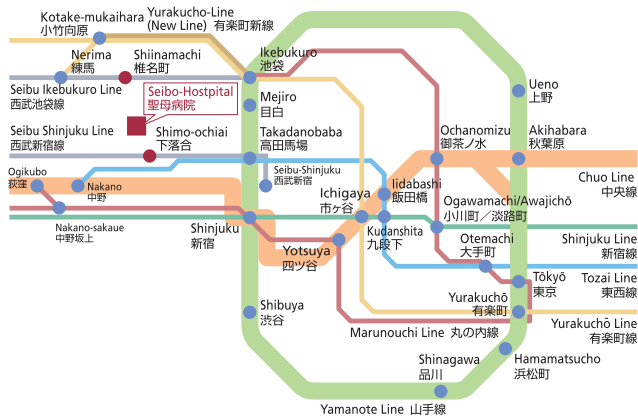 Kotake-mukaihara
小竹向原
Yurakucho-Line
(New Line) 有楽町新線
Nerima
練馬
Shiinamachi
椎名町
Ikebukuro
池袋
Seibu Ikebukuro Line
西武池袋線
Seibo-Hostpital
聖母病院
Mejiro
目白
Ueno
上野
Seibu Shinjuku Line
西武新宿線
Shimo-ochiai
下落合
Takadanobaba
高田馬場
Ochanomizu
御茶ノ水
Akihabara
秋葉原
Ogikubo
荻窪
Nakano
中野
Seibu-Shinjuku
西武新宿
Ichigaya
市ヶ谷
Iidabashi
飯田橋
Chuo Line
中央線
Ogawamachi/Awajichō
小川町／淡路町
Nakano-sakaue
中野坂上
Shinjuku
新宿
Yotsuya
四ツ谷
Kudanshita
九段下
Otemachi
大手町
Shinjuku Line
新宿線
Tōkyō
東京
Tozai Line
東西線
Shibuya
渋谷
Yurakuchō
有楽町
Yurakuchō Line
有楽町線
Marunouchi Line 丸の内線
Shinagawa
品川
Hamamatsucho
浜松町
Yamanote Line 山手線